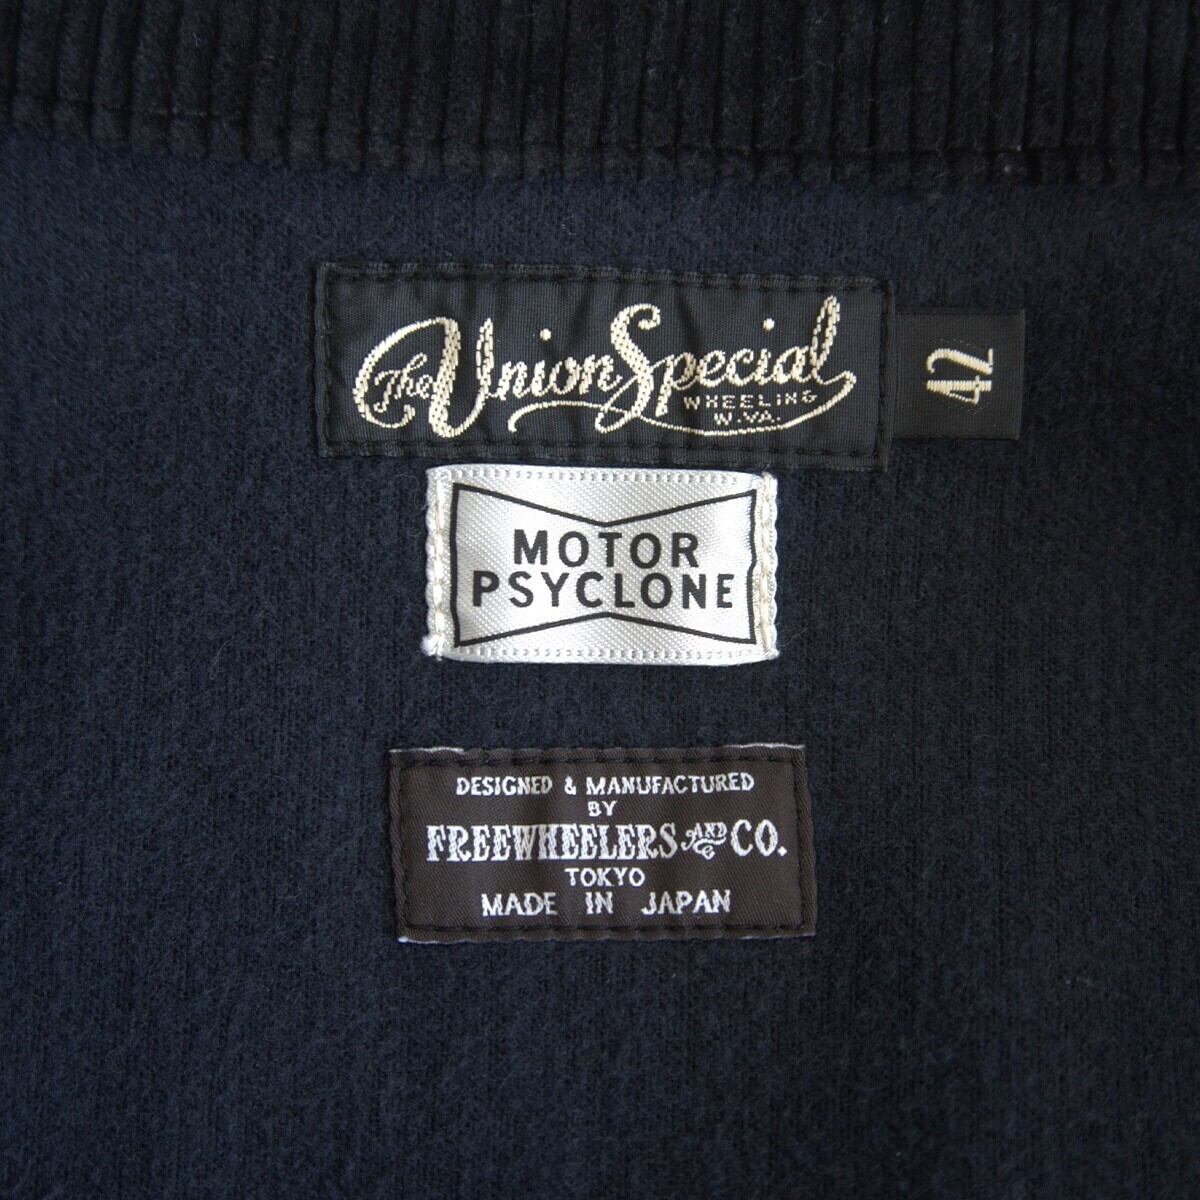 The Union Special
WHEELING
W.VA.
42
MOTOR
PSYCLONE
DESIGNED & MANUFACTURED
BY
FREEWHEELERS AND CO.
TOKYO
MADE IN JAPAN